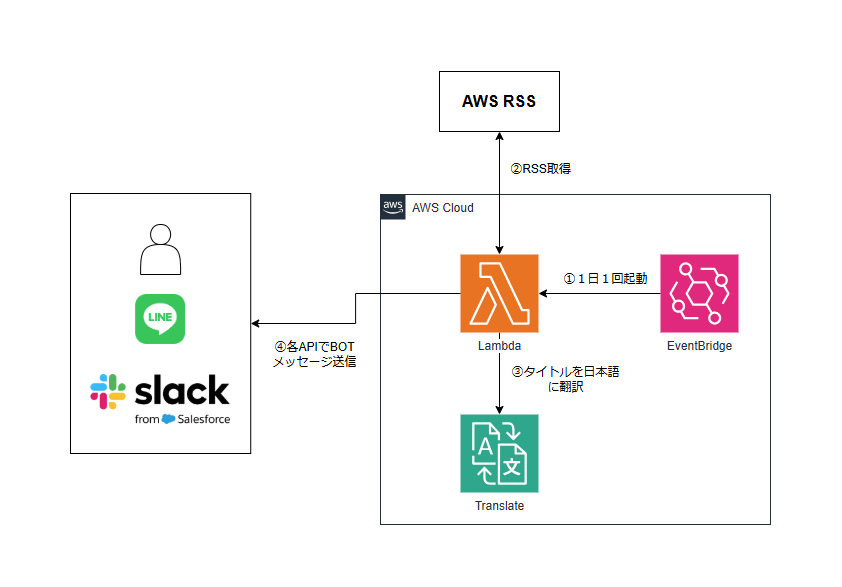 AWS RSS
②RSS取得
aws
AWS Cloud
①１日１回起動
LINE
Lambda
EventBridge
④各APIでBOT
メッセージ送信
③タイトルを日本語
に翻訳
slack
from Salesforce
A
文
Translate